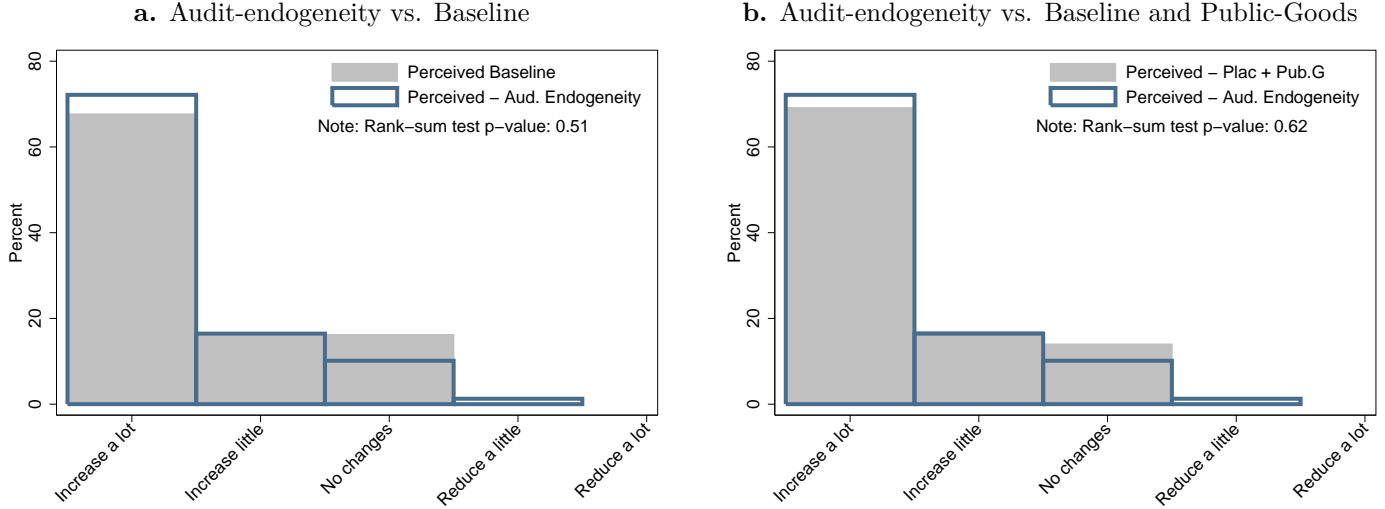 a. Audit-endogeneity vs. Baseline
80
60
40
20
0
Percent
Perceived Baseline
Perceived − Aud. Endogeneity
Note: Rank−sum test p−value: 0.51
Increase a lot
Increase little
No changes
Reduce a little
Reduce a lot
b. Audit-endogeneity vs. Baseline and Public-Goods
80
60
40
20
0
Percent
Perceived − Plac + Pub.G
Perceived − Aud. Endogeneity
Note: Rank−sum test p−value: 0.62
Increase a lot
Increase little
No changes
Reduce a little
Reduce a lot